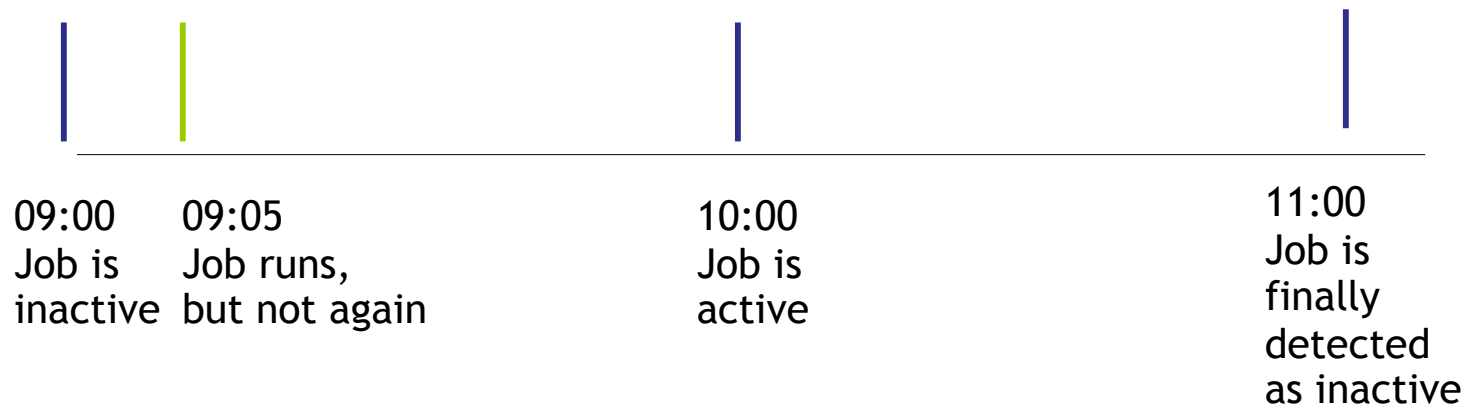 09:00
Job is
inactive
09:05
Job runs,
but not again
10:00
Job is
active
11:00
Job is
finally
detected
as inactive